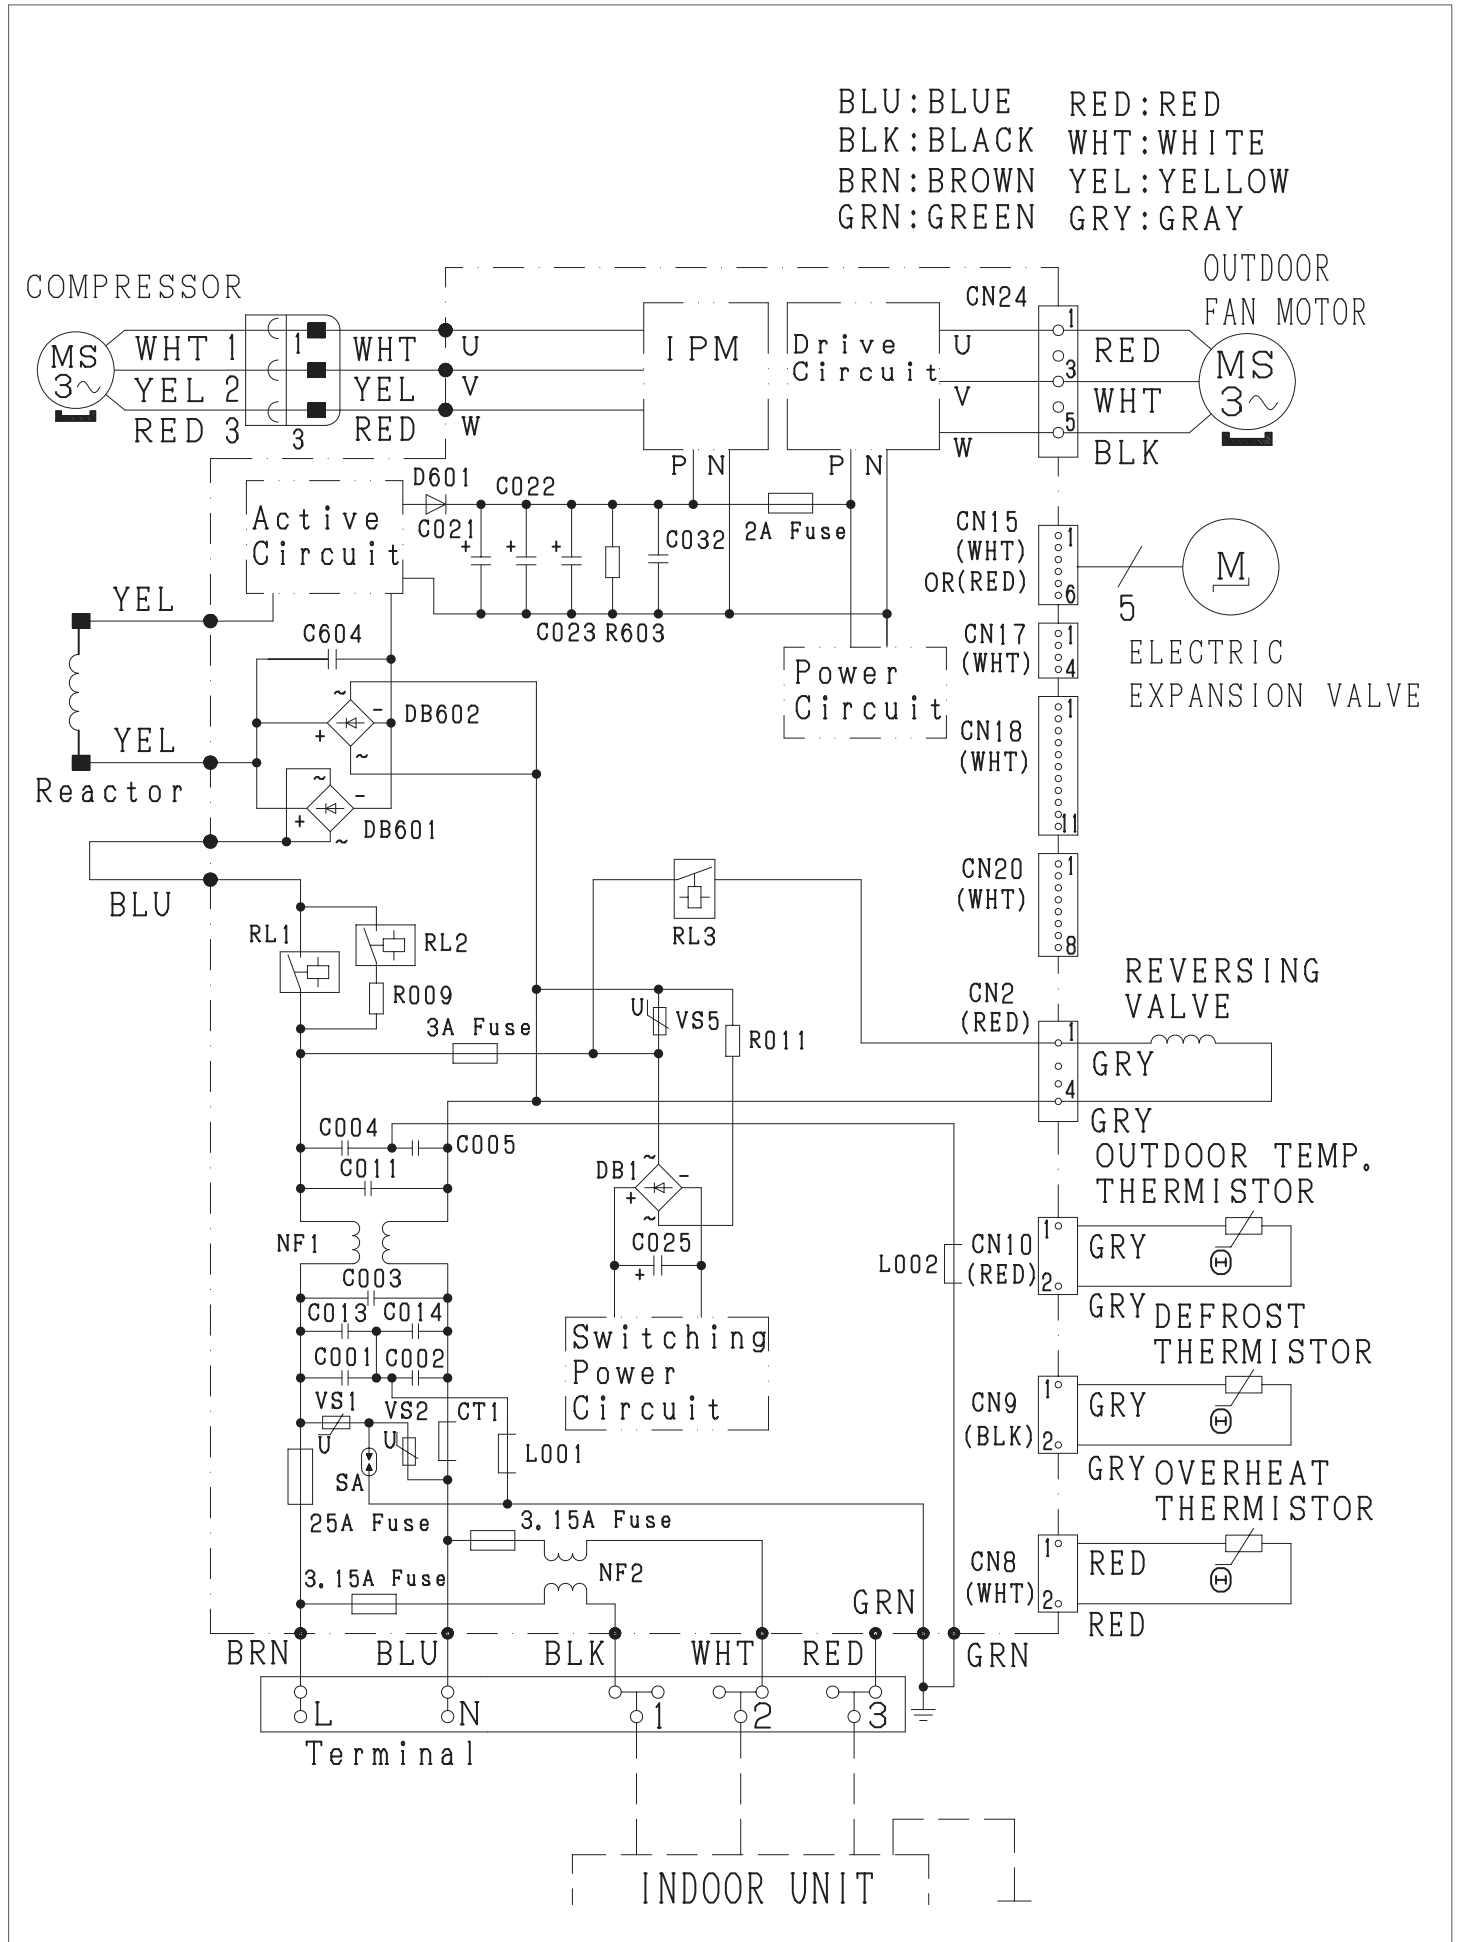 BLU:BLUE RED:RED
BLK:BLACK WHT:WHITE
BRN:BROWN YEL:YELLOW
GRN:GREEN GRY:GRAY
COMPRESSOR
MS
3~
WHT 1
YEL 2
RED 3
1
3
WHT
YEL
RED
U
V
W
IPM
P N
Drive
Circuit
P N
U
V
W
CN24
1
3
5
RED
WHT
BLK
OUTDOOR
FAN MOTOR
MS
3~
Active
Circuit
D601
C021
C022
+
+
+
C023
R603
C032
2A Fuse
CN15
(WHT)
OR(RED)
1
6
5
M
ELECTRIC
EXPANSION VALVE
YEL
YEL
Reactor
C604
~
-
+
~
DB602
~
-
+
~
DB601
Power
Circuit
CN17
(WHT)
1
4
CN18
(WHT)
1
11
CN20
(WHT)
1
8
BLU
RL1
RL2
R009
RL3
3A Fuse
U
VS5
R011
CN2
(RED)
1
4
REVERSING
VALVE
GRY
GRY
C004
C005
C011
NF1
DB1
~
-
+
~
C025
+
Switching
Power
Circuit
L002
OUTDOOR TEMP.
THERMISTOR
CN10
(RED)
1
2
GRY
GRY
Θ
DEFROST
THERMISTOR
CN9
(BLK)
1
2
GRY
GRY
Θ
OVERHEAT
THERMISTOR
CN8
(WHT)
1
2
RED
RED
Θ
C003
C013 C014
C001 C002
VS1
U
VS2
U
SA
CT1
L001
25A Fuse
3.15A Fuse
3.15A Fuse
NF2
GRN
BRN
BLU
BLK
WHT
RED
GRN
L
N
1
2
3
Terminal
INDOOR UNIT